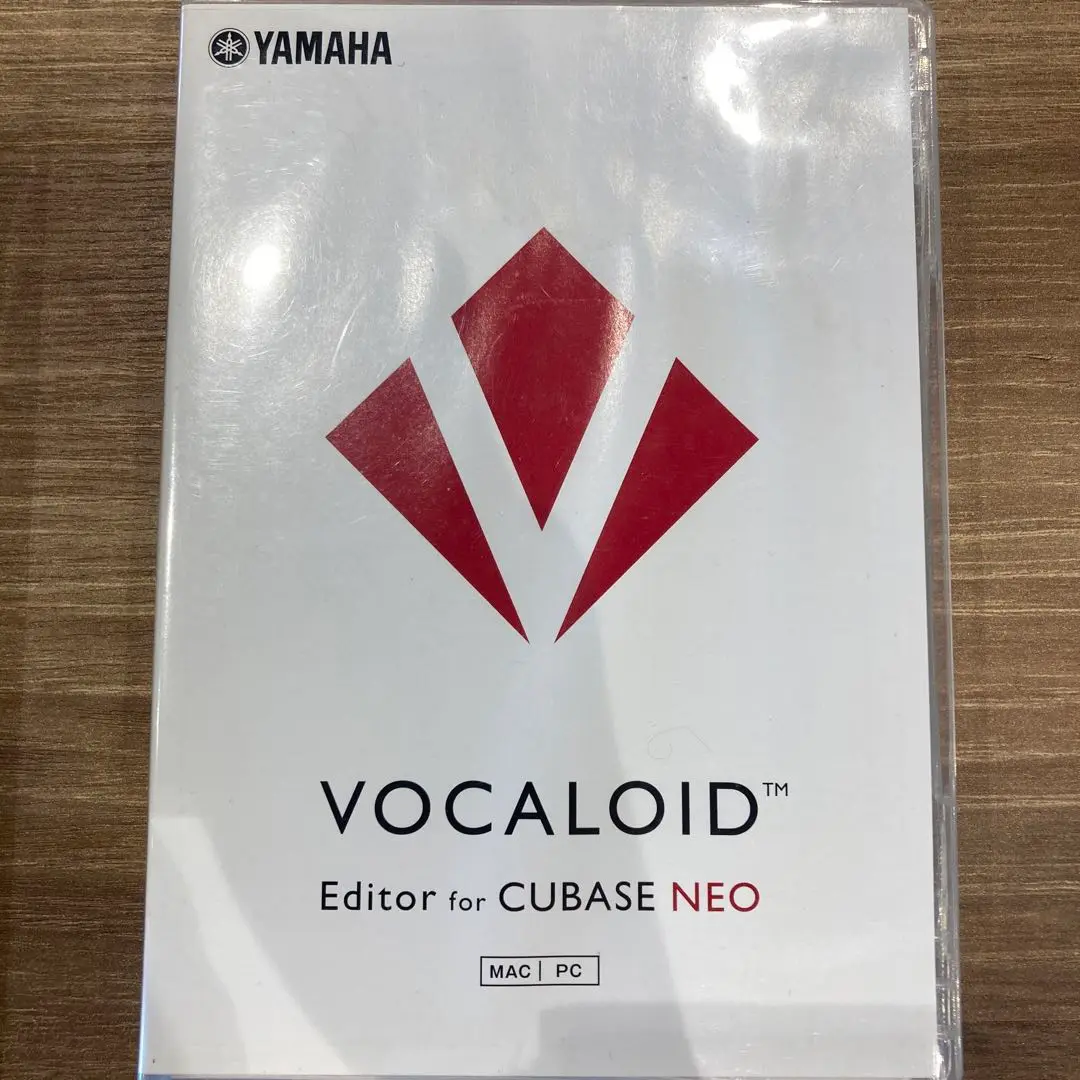 YAMAHA
VOCALOID™
Editor for CUBASE NEO
MAC | PC